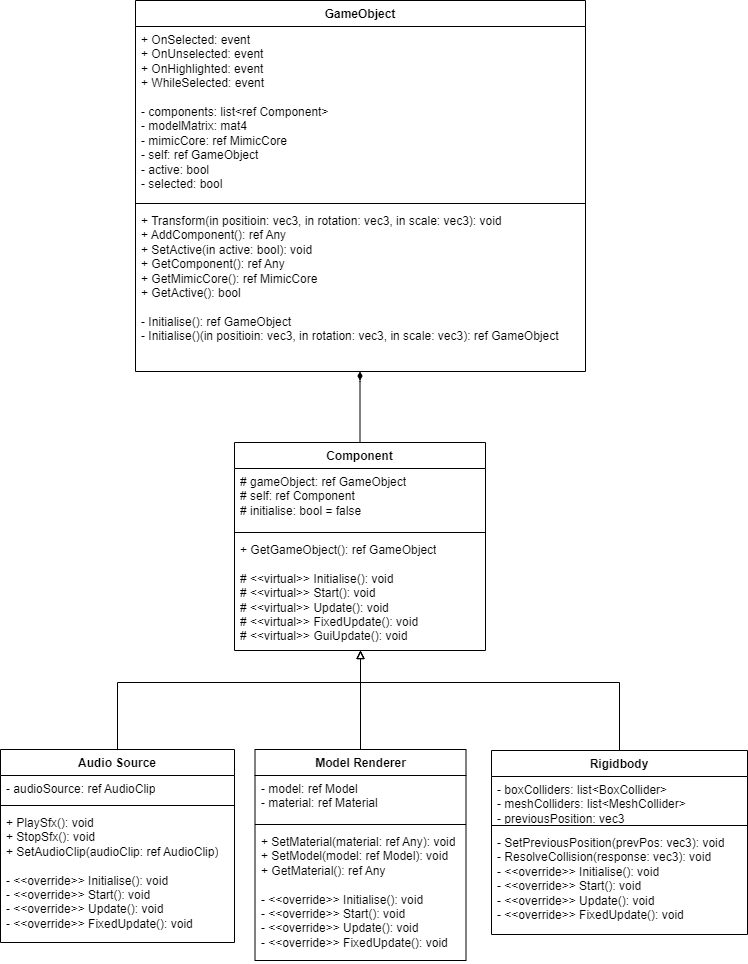 GameObject
+ OnSelected: event
+ OnUnselected: event
+ OnHighlighted: event
+ WhileSelected: event
- components: list<ref Component>
- modelMatrix: mat4
- mimicCore: ref MimicCore
- self: ref GameObject
- active: bool
- selected: bool
+ Transform(in positioin: vec3, in rotation: vec3, in scale: vec3): void
+ AddComponent(): ref Any
+ SetActive(in active: bool): void
+ GetComponent(): ref Any
+ GetMimicCore(): ref MimicCore
+ GetActive(): bool
- Initialise(): ref GameObject
- Initialise()(in positioin: vec3, in rotation: vec3, in scale: vec3): ref GameObject
Component
# gameObject: ref GameObject
# self: ref Component
# initialise: bool = false
+ GetGameObject(): ref GameObject
# <<virtual>> Initialise(): void
# <<virtual>> Start(): void
# <<virtual>> Update(): void
# <<virtual>> FixedUpdate(): void
# <<virtual>> GuiUpdate(): void
Audio Source
- audioSource: ref AudioClip
+ PlaySfx(): void
+ StopSfx(): void
+ SetAudioClip(audioClip: ref AudioClip)
- <<override>> Initialise(): void
- <<override>> Start(): void
- <<override>> Update(): void
- <<override>> FixedUpdate(): void
Model Renderer
- model: ref Model
- material: ref Material
+ SetMaterial(material: ref Any): void
+ SetModel(model: ref Model): void
+ GetMaterial(): ref Any
- <<override>> Initialise(): void
- <<override>> Start(): void
- <<override>> Update(): void
- <<override>> FixedUpdate(): void
Rigidbody
- boxColliders: list<BoxCollider>
- meshColliders: list<MeshCollider>
- previousPosition: vec3
- SetPreviousPosition(prevPos: vec3): void
- ResolveCollision(response: vec3): void
- <<override>> Initialise(): void
- <<override>> Start(): void
- <<override>> Update(): void
- <<override>> FixedUpdate(): void